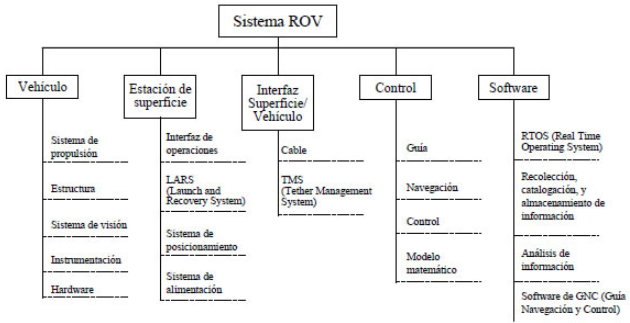 Sistema ROV
Vehículo
Estación de
superficie
Interfaz
Superficie/
Vehículo
Control
Software
Sistema de
propulsión
Estructura
Sistema de visión
Instrumentación
Hardware
Interfaz de
operaciones
LARS
(Launch and
Recovery System)
Sistema de
posicionamiento
Sistema de
alimentación
Cable
TMS
(Tether Management
System)
Guía
Navegación
Control
Modelo
matemático
RTOS (Real Time
Operating System)
Recolección,
catalogación, y
almacenamiento de
información
Análisis de
información
Software de GNC (Guía
Navegación y Control)